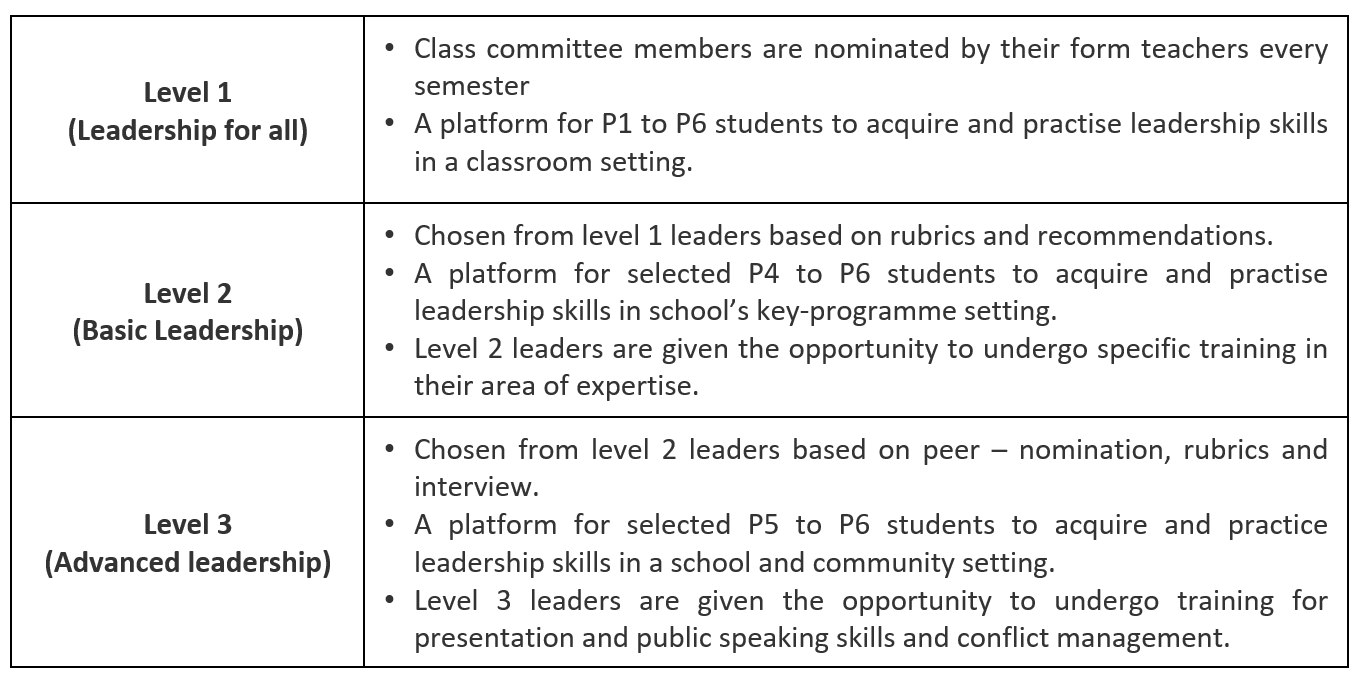 Level 1
(Leadership for all)
• Class committee members are nominated by their form teachers every
semester
• A platform for P1 to P6 students to acquire and practise leadership skills
in a classroom setting.
Level 2
(Basic Leadership)
• Chosen from level 1 leaders based on rubrics and recommendations.
• A platform for selected P4 to P6 students to acquire and practise
leadership skills in school’s key-programme setting.
• Level 2 leaders are given the opportunity to undergo specific training in
their area of expertise.
Level 3
(Advanced leadership)
• Chosen from level 2 leaders based on peer – nomination, rubrics and
interview.
• A platform for selected P5 to P6 students to acquire and practice
leadership skills in a school and community setting.
• Level 3 leaders are given the opportunity to undergo training for
presentation and public speaking skills and conflict management.